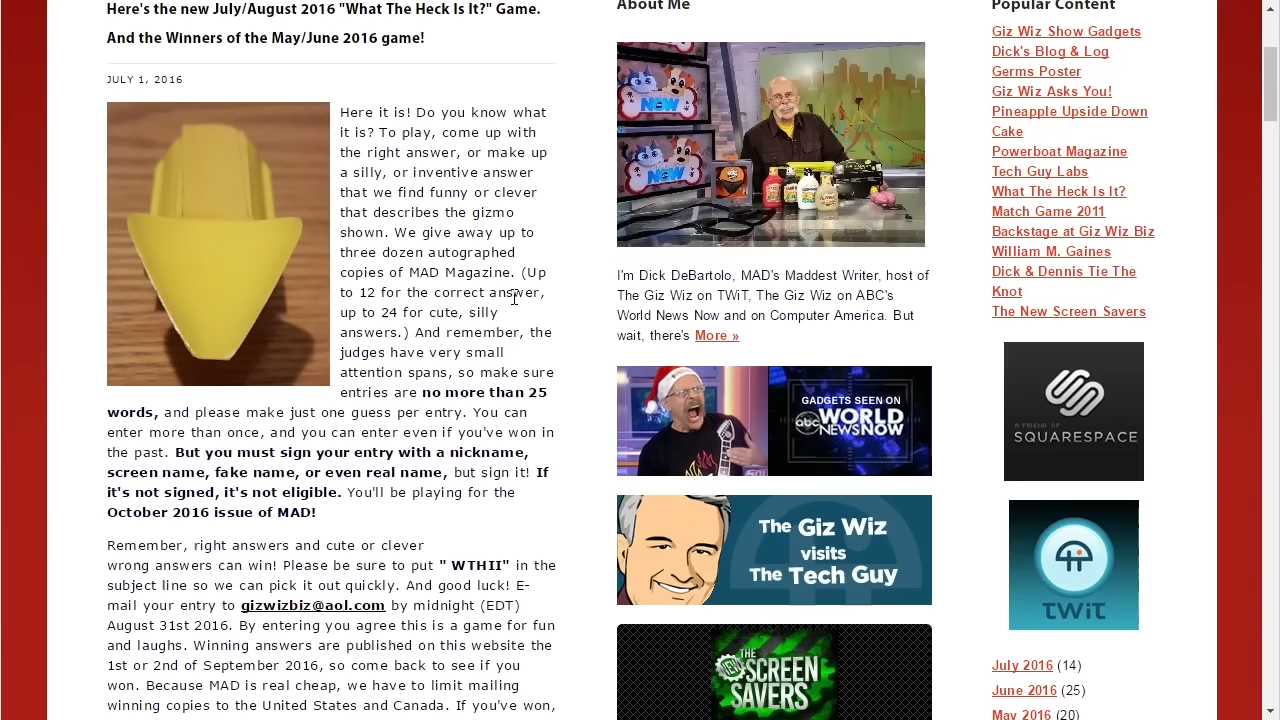 Here's the new July/August 2016 "What The Heck Is It?" Game.
And the Winners of the May/June 2016 game!
JULY 1, 2016
Here it is! Do you know what
it is? To play, come up with
the right answer, or make up
a silly, or inventive answer
that we find funny or clever
that describes the gizmo
shown. We give away up to
three dozen autographed
copies of MAD Magazine. (Up
to 12 for the correct answer,
up to 24 for cute, silly
answers.) And remember, the
judges have very small
attention spans, so make sure
entries are no more than 25
words, and please make just one guess per entry. You can
enter more than once, and you can enter even if you've won in
the past. But you must sign your entry with a nickname,
screen name, fake name, or even real name, but sign it! If
it's not signed, it's not eligible. You'll be playing for the
October 2016 issue of MAD!
Remember, right answers and cute or clever
wrong answers can win! Please be sure to put " WTHII" in the
subject line so we can pick it out quickly. And good luck! E-
mail your entry to gizwizbiz@aol.com by midnight (EDT)
August 31st 2016. By entering you agree this is a game for fun
and laughs. Winning answers are published on this website the
1st or 2nd of September 2016, so come back to see if you
won. Because MAD is real cheap, we have to limit mailing
winning copies to the United States and Canada. If you've won,
About Me
NOW
NOW
I'm Dick DeBartolo, MAD's Maddest Writer, host of
The Giz Wiz on TWiT, The Giz Wiz on ABC's
World News Now and on Computer America. But
wait, there's More »
GADGETS SEEN ON
abc WORLD
NEWS NOW
The Giz Wiz
visits
The Tech Guy
THE
NEW
SCREEN
SAVERS
Popular Content
Giz Wiz Show Gadgets
Dick's Blog & Log
Germs Poster
Giz Wiz Asks You!
Pineapple Upside Down
Cake
Powerboat Magazine
Tech Guy Labs
What The Heck Is It?
Match Game 2011
Backstage at Giz Wiz Biz
William M. Gaines
Dick & Dennis Tie The
Knot
The New Screen Savers
A FRIEND OF
SQUARESPACE
TWiT
July 2016 (14)
June 2016 (25)
May 2016 (20)